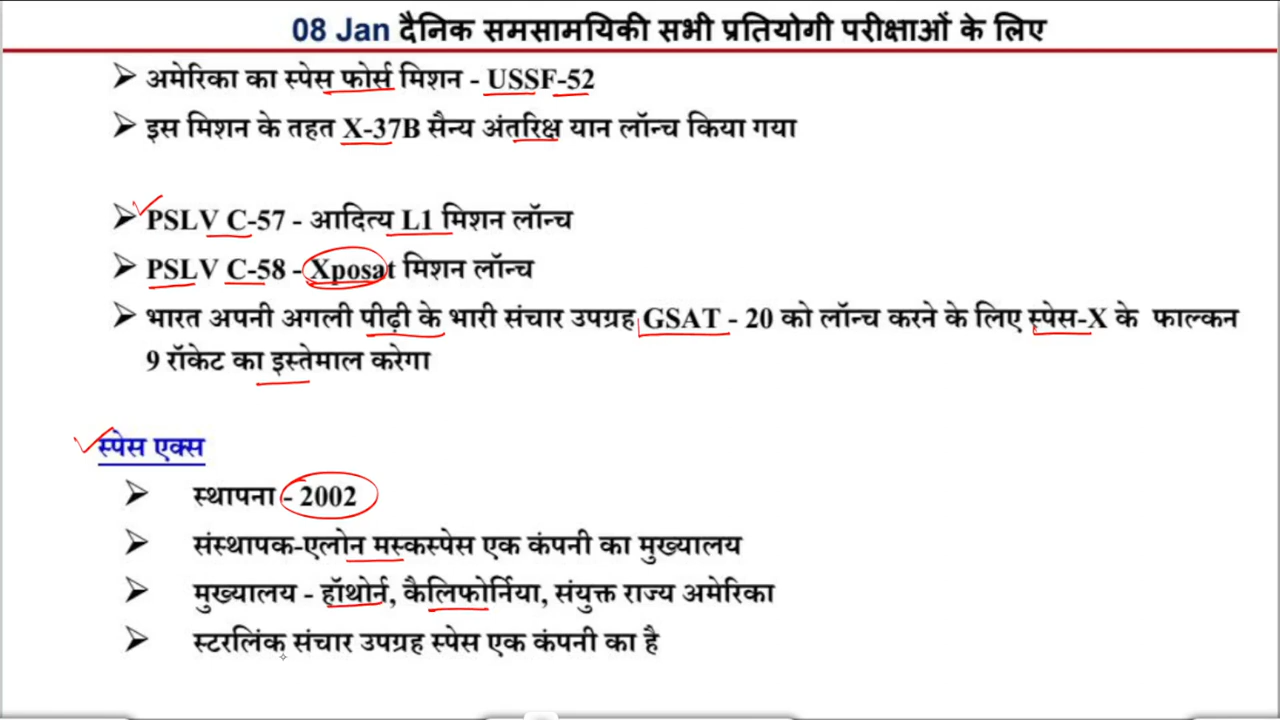 08 Jan दैनिक समसामयिकी सभी प्रतियोगी परीक्षाओं के लिए
➢ अमेरिका का स्पेस फोर्स मिशन - USSF-52
➢ इस मिशन के तहत X-37B सैन्य अंतरिक्ष यान लॉन्च किया गया
➢ PSLV C-57 - आदित्य L1 मिशन लॉन्च
➢ PSLV C-58 - Xposat मिशन लॉन्च
➢ भारत अपनी अगली पीढ़ी के भारी संचार उपग्रह GSAT - 20 को लॉन्च करने के लिए स्पेस-X के फाल्कन
9 रॉकेट का इस्तेमाल करेगा
स्पेस एक्स
➢ स्थापना - 2002
➢ संस्थापक-एलोन मस्कस्पेस एक कंपनी का मुख्यालय
➢ मुख्यालय - हॉथोर्न, कैलिफोर्निया, संयुक्त राज्य अमेरिका
➢ स्टरलिंक संचार उपग्रह स्पेस एक कंपनी का है